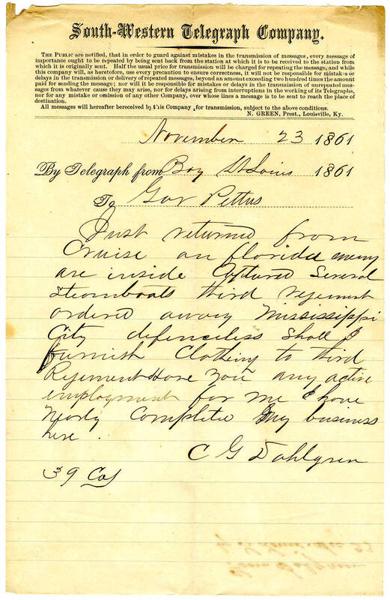 South-Western Telegraph Company.
THE PUBLIC are notified, that in order to guard against mistakes in the transmission of messages, every message of
importance ought to be repeated by being sent back from the station at which it is to be received to the station from
which it is originally sent. Half the usual price for transmission will be charged for repeating the message, and while
this company will, as heretofore, use every precaution to ensure correctness, it will not be responsible for mistakes or
delays in the transmission or delivery of repeated messages, beyond an amount exceeding two hundred times the amount
paid for sending the message; nor will it be responsible for mistakes or delays in the transmission of unrepeated messages
from whatever cause they may arise, nor for delays arising from interruptions in the working of its Telegraphs,
nor for any mistake or omission of any other Company, over whose lines a message is to be sent to reach the place of
destination.
All messages will hereafter be received by this Company for transmission, subject to the above conditions.
N. GREEN, Prest., Louisville, Ky.
November 23 1861
By Telegraph from Bay St Louis 1861
To Gov Pettus
Just returned from
Cruise on florida enemy
are inside Captured Several
Steamboats third regiment
ordered away Mississippi
City defenceless Shall I
furnish Clothing to third
Regiment Have You any active
employment for me I have
nearly Completed my business
here.
C G Dahlgren
39 Col